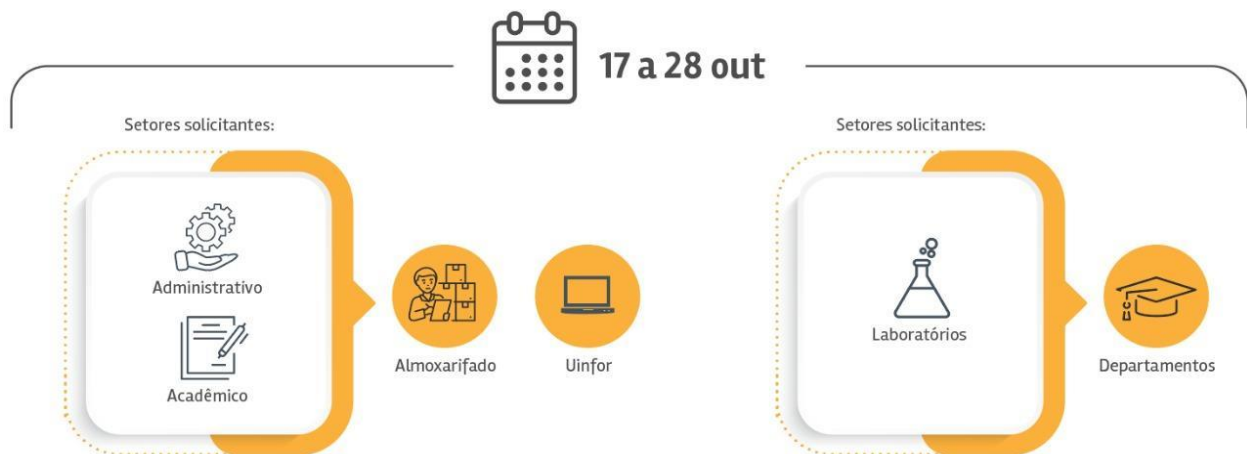 17 a 28 out
Setores solicitantes:
Administrativo
Acadêmico
Almoxarifado
Uinfor
Setores solicitantes:
Laboratórios
Departamentos